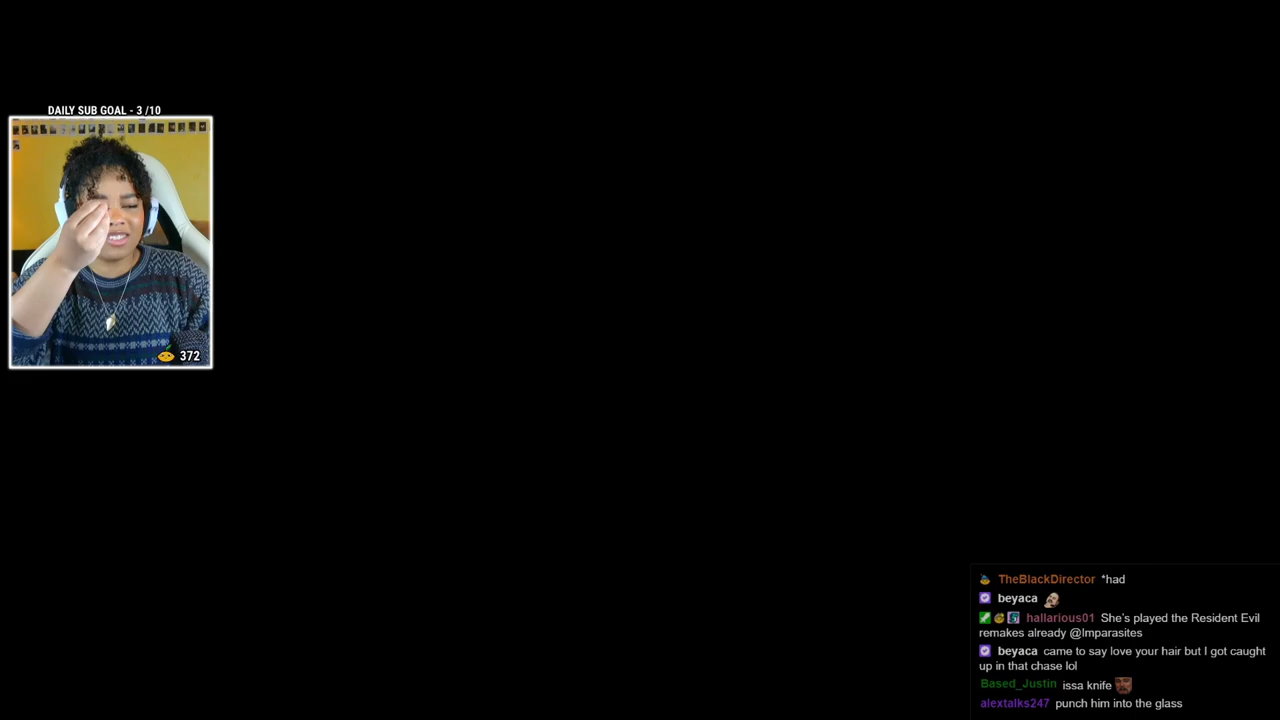 DAILY SUB GOAL - 3 /10
372
TheBlackDirector *had
beyaca
hallarious01 She's played the Resident Evil
remakes already @Imparasites
beyaca came to say love your hair but I got caught
up in that chase lol
Based_Justin issa knife
alextalks247 punch him into the glass